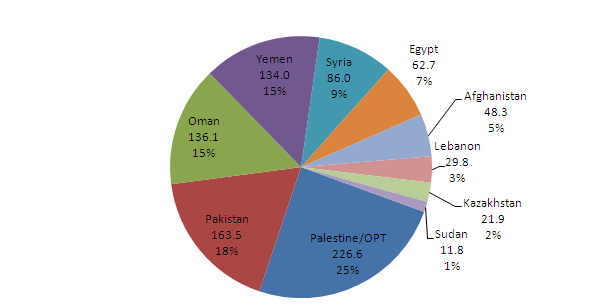 Yemen
134.0
15%
Syria
86.0
9%
Egypt
62.7
7%
Afghanistan
48.3
5%
Lebanon
29.8
3%
Kazakhstan
21.9
2%
Sudan
11.8
1%
Palestine/OPT
226.6
25%
Pakistan
163.5
18%
Oman
136.1
15%